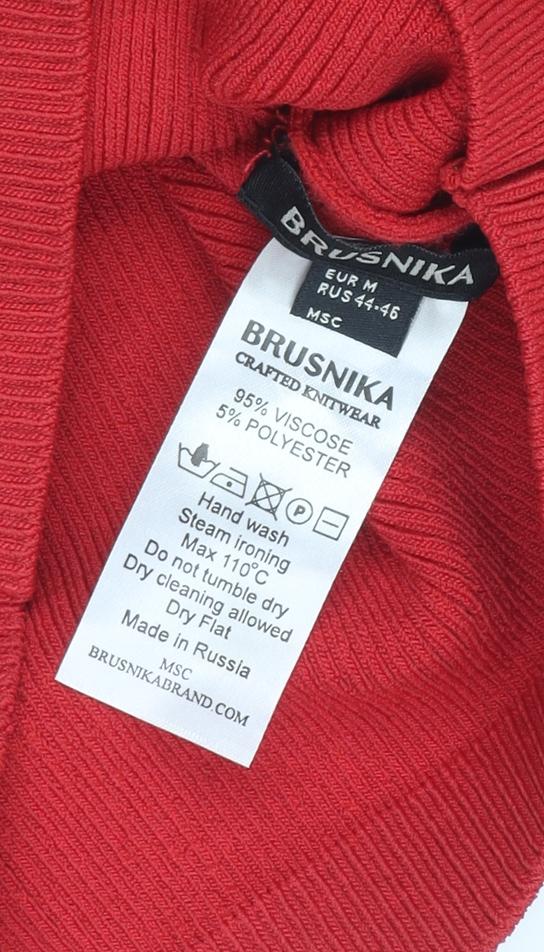 BRUSNIKA
EUR M
RUS 44-46
MSC
BRUSNIKA
CRAFTED KNITWEAR
95% VISCOSE
5% POLYESTER
P
Hand wash
Steam ironing
Max 110°C
Do not tumble dry
Dry cleaning allowed
Dry Flat
Made in Russia
MSC
BRUSNIKABRAND.COM